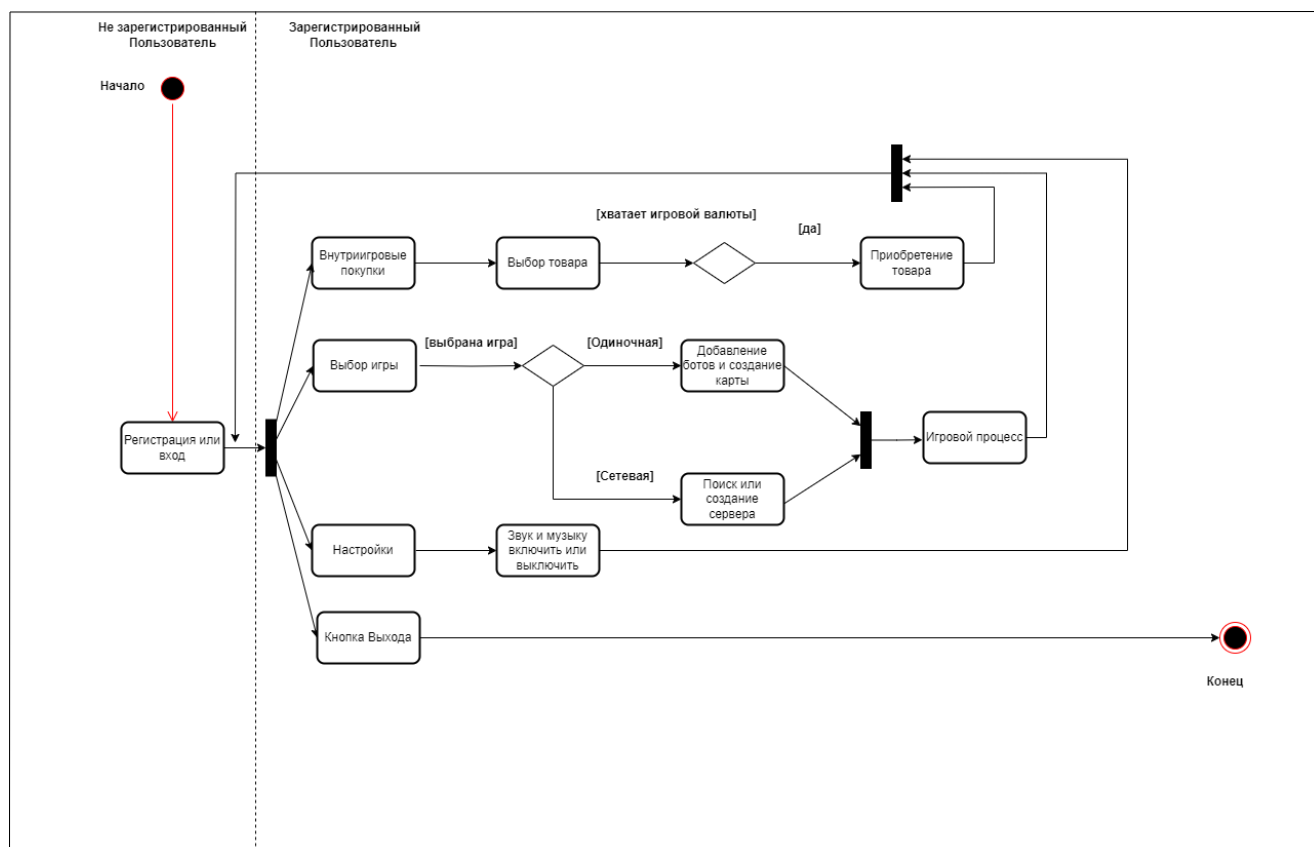 Не зарегистрированный
Пользователь
Зарегистрированный
Пользователь
Начало
[хватает игровой валюты]
[да]
Внутриигровые
покупки
Выбор товара
Приобретение
товара
[выбрана игра]
[Одиночная]
Выбор игры
Добавление
ботов и создание
карты
Регистрация или
вход
Игровой процесс
[Сетевая]
Поиск или
создание
сервера
Настройки
Звук и музыку
включить или
выключить
Кнопка Выхода
Конец